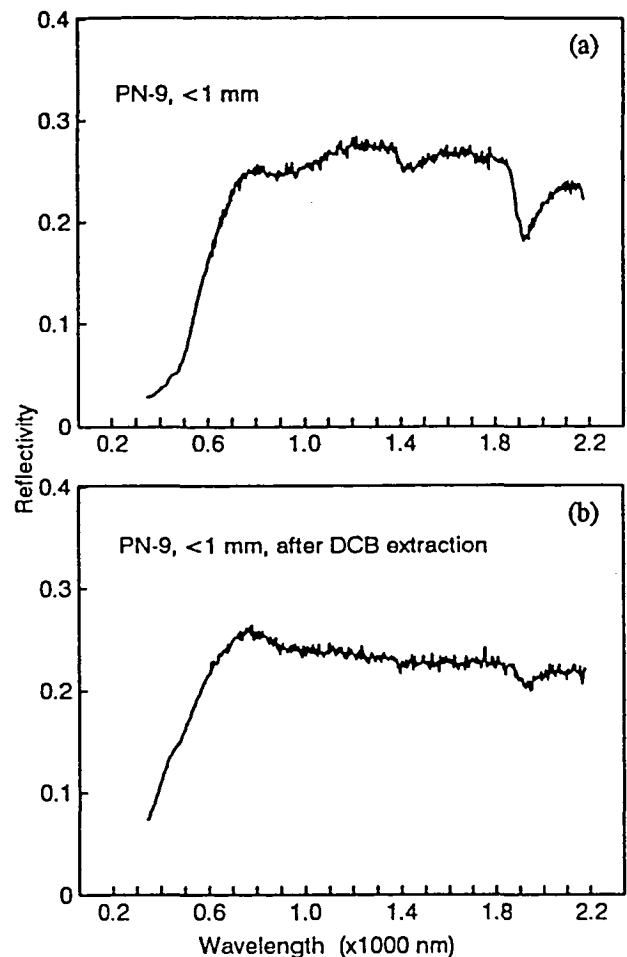 0.4
(a)
PN-9, <1 mm
0.3
0.2
0.1
0
0.2 0.6 1.0 1.4 1.8 2.2
Reflectivity
0.4
(b)
PN-9, <1 mm, after DCB extraction
0.3
0.2
0.1
0
0.2 0.6 1.0 1.4 1.8 2.2
Wavelength (x1000 nm)